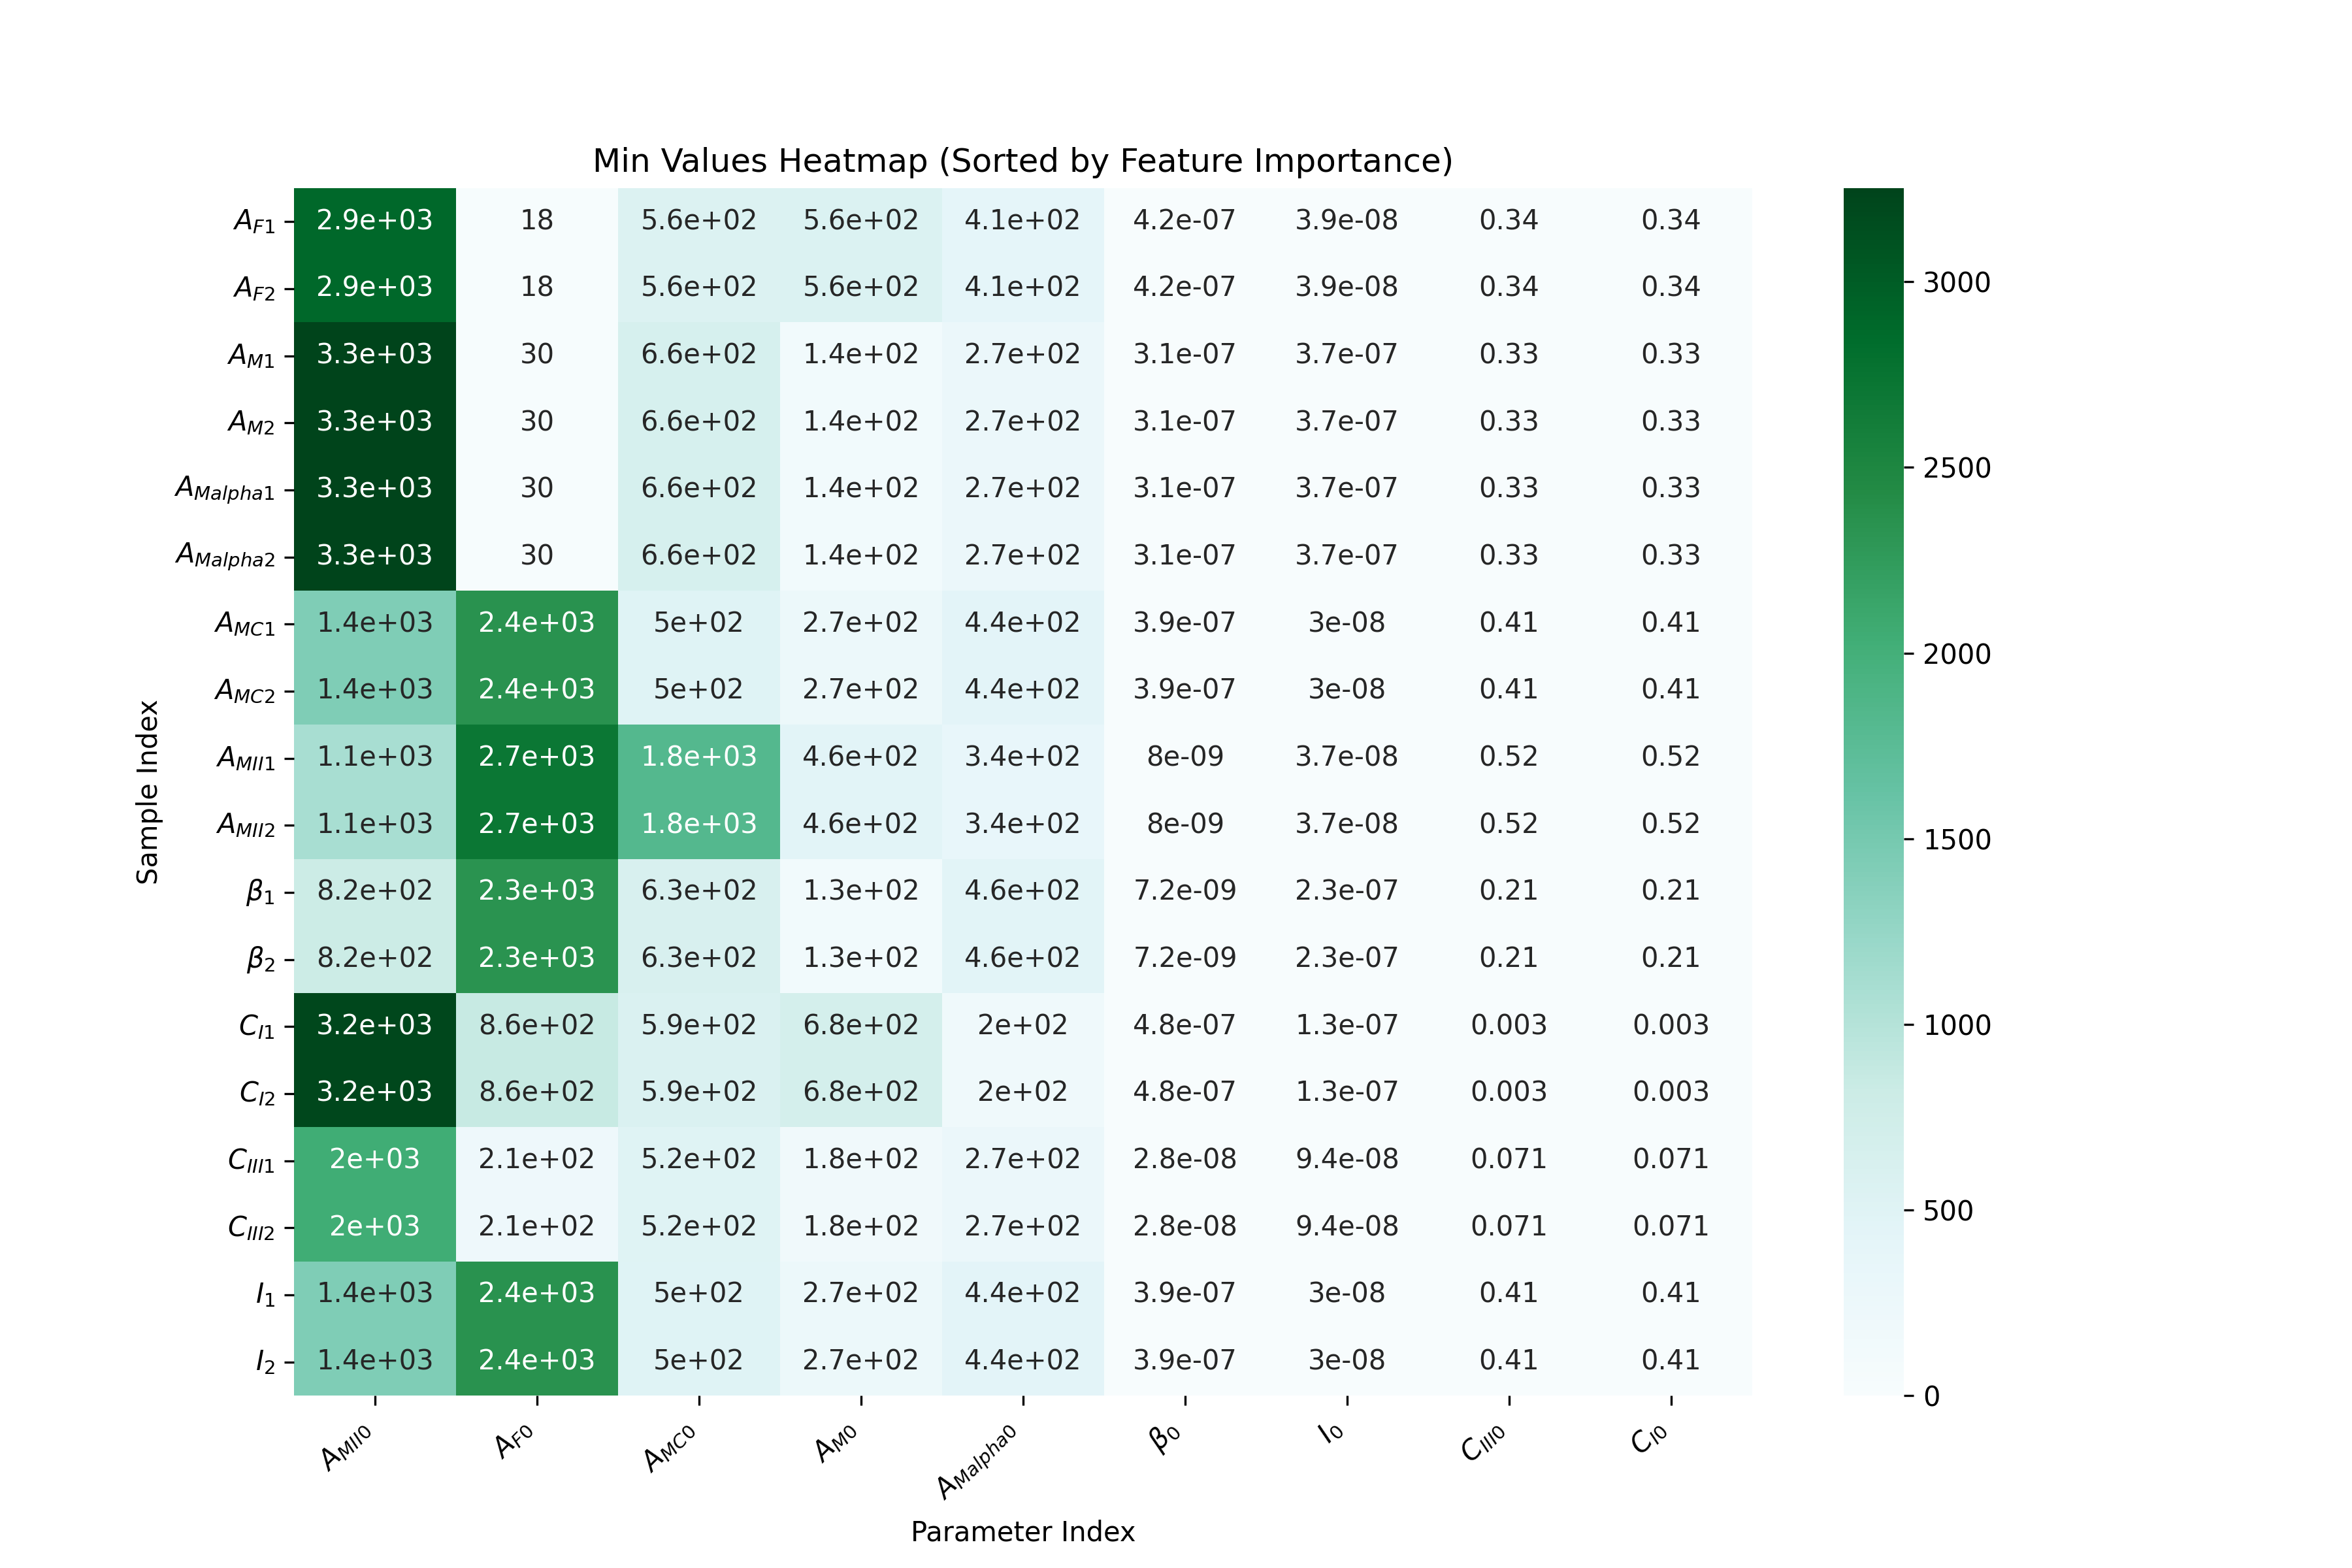 Min Values Heatmap (Sorted by Feature Importance)
A_F1 2.9e+03 18 5.6e+02 5.6e+02 4.1e+02 4.2e-07 3.9e-08 0.34 0.34
A_F2 2.9e+03 18 5.6e+02 5.6e+02 4.1e+02 4.2e-07 3.9e-08 0.34 0.34
A_M1 3.3e+03 30 6.6e+02 1.4e+02 2.7e+02 3.1e-07 3.7e-07 0.33 0.33
A_M2 3.3e+03 30 6.6e+02 1.4e+02 2.7e+02 3.1e-07 3.7e-07 0.33 0.33
A_Malpha1 3.3e+03 30 6.6e+02 1.4e+02 2.7e+02 3.1e-07 3.7e-07 0.33 0.33
A_Malpha2 3.3e+03 30 6.6e+02 1.4e+02 2.7e+02 3.1e-07 3.7e-07 0.33 0.33
A_MC1 1.4e+03 2.4e+03 5e+02 2.7e+02 4.4e+02 3.9e-07 3e-08 0.41 0.41
A_MC2 1.4e+03 2.4e+03 5e+02 2.7e+02 4.4e+02 3.9e-07 3e-08 0.41 0.41
A_MII1 1.1e+03 2.7e+03 1.8e+03 4.6e+02 3.4e+02 8e-09 3.7e-08 0.52 0.52
A_MII2 1.1e+03 2.7e+03 1.8e+03 4.6e+02 3.4e+02 8e-09 3.7e-08 0.52 0.52
β_1 8.2e+02 2.3e+03 6.3e+02 1.3e+02 4.6e+02 7.2e-09 2.3e-07 0.21 0.21
β_2 8.2e+02 2.3e+03 6.3e+02 1.3e+02 4.6e+02 7.2e-09 2.3e-07 0.21 0.21
C_I1 3.2e+03 8.6e+02 5.9e+02 6.8e+02 2e+02 4.8e-07 1.3e-07 0.003 0.003
C_I2 3.2e+03 8.6e+02 5.9e+02 6.8e+02 2e+02 4.8e-07 1.3e-07 0.003 0.003
C_III1 2e+03 2.1e+02 5.2e+02 1.8e+02 2.7e+02 2.8e-08 9.4e-08 0.071 0.071
C_III2 2e+03 2.1e+02 5.2e+02 1.8e+02 2.7e+02 2.8e-08 9.4e-08 0.071 0.071
I_1 1.4e+03 2.4e+03 5e+02 2.7e+02 4.4e+02 3.9e-07 3e-08 0.41 0.41
I_2 1.4e+03 2.4e+03 5e+02 2.7e+02 4.4e+02 3.9e-07 3e-08 0.41 0.41
A_MII0 A_F0 A_MC0 A_M0 A_Malpha0 β_0 I_0 C_III0 C_I0
Parameter Index
Sample Index
3000
2500
2000
1500
1000
500
0